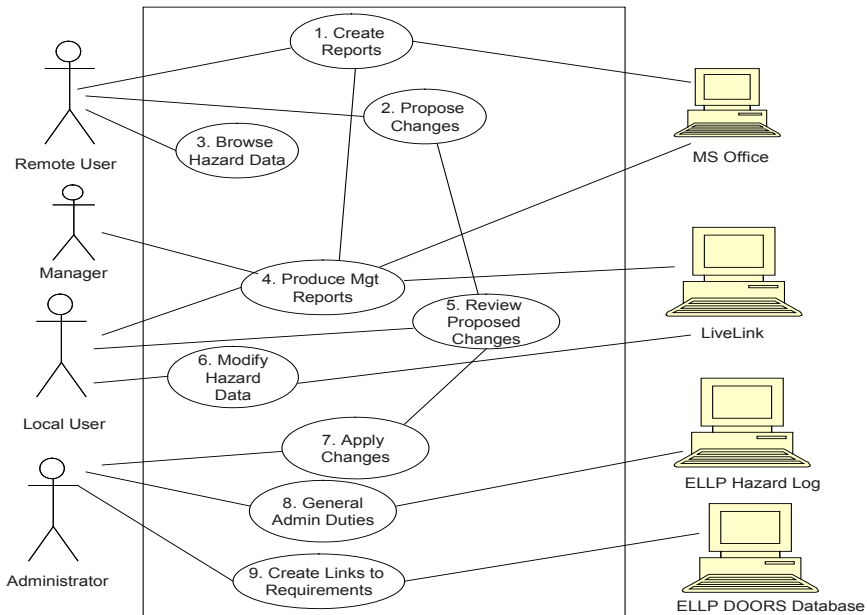 1. Create
Reports
2. Propose
Changes
3. Browse
Hazard Data
Remote User
MS Office
Manager
4. Produce Mgt
Reports
5. Review
Proposed
Changes
LiveLink
6. Modify
Hazard
Data
Local User
7. Apply
Changes
8. General
Admin Duties
ELLP Hazard Log
Administrator
9. Create Links to
Requirements
ELLP DOORS Database